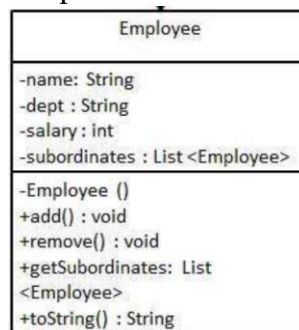 Employee
-name: String
-dept : String
-salary : int
-subordinates : List <Employee>
-Employee ()
+add() : void
+remove() : void
+getSubordinates: List
<Employee>
+toString() : String